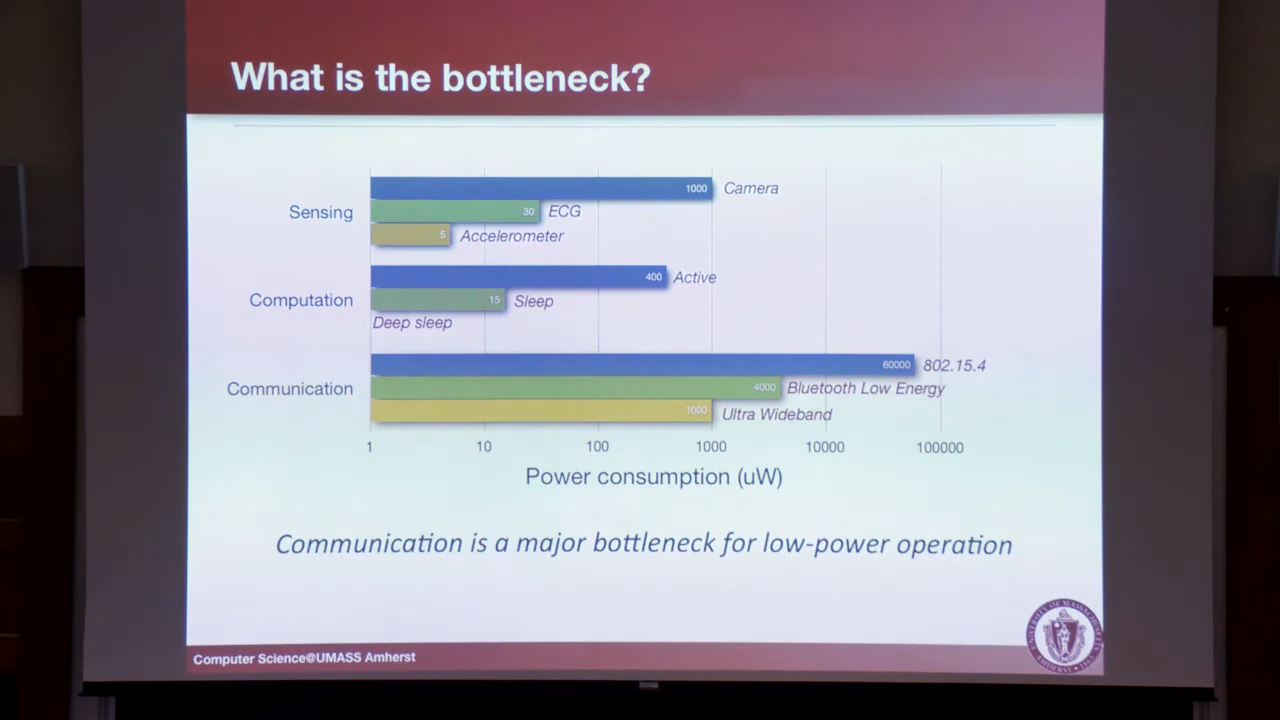 What is the bottleneck?
1000 Camera
Sensing 30 ECG
5 Accelerometer
400 Active
Computation 15 Sleep
Deep sleep
60000 802.15.4
Communication 4000 Bluetooth Low Energy
1000 Ultra Wideband
1 10 100 1000 10000 100000
Power consumption (uW)
Communication is a major bottleneck for low-power operation
Computer Science@UMASS Amherst